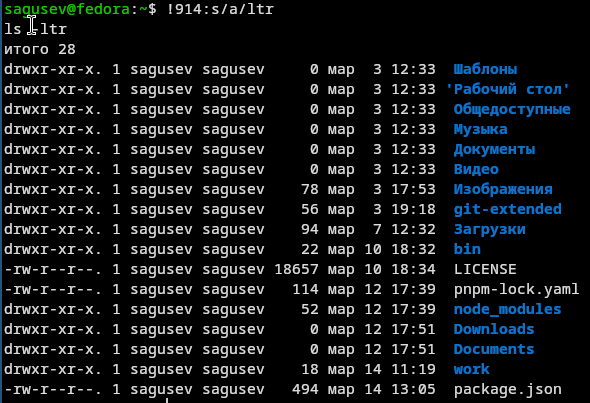 sagusev@fedora:~$ !914:s/a/ltr
ls -ltr
итого 28
drwxr-xr-x. 1 sagusev sagusev     0 мар  3 12:33  Шаблоны
drwxr-xr-x. 1 sagusev sagusev     0 мар  3 12:33 'Рабочий стол'
drwxr-xr-x. 1 sagusev sagusev     0 мар  3 12:33  Общедоступные
drwxr-xr-x. 1 sagusev sagusev     0 мар  3 12:33  Музыка
drwxr-xr-x. 1 sagusev sagusev     0 мар  3 12:33  Документы
drwxr-xr-x. 1 sagusev sagusev     0 мар  3 12:33  Видео
drwxr-xr-x. 1 sagusev sagusev    78 мар  3 17:53  Изображения
drwxr-xr-x. 1 sagusev sagusev    56 мар  3 19:18  git-extended
drwxr-xr-x. 1 sagusev sagusev    94 мар  7 12:32  Загрузки
drwxr-xr-x. 1 sagusev sagusev    22 мар 10 18:32  bin
-rw-r--r--. 1 sagusev sagusev 18657 мар 10 18:34  LICENSE
-rw-r--r--. 1 sagusev sagusev   114 мар 12 17:39  pnpm-lock.yaml
drwxr-xr-x. 1 sagusev sagusev    52 мар 12 17:39  node_modules
drwxr-xr-x. 1 sagusev sagusev     0 мар 12 17:51  Downloads
drwxr-xr-x. 1 sagusev sagusev     0 мар 12 17:51  Documents
drwxr-xr-x. 1 sagusev sagusev    18 мар 14 11:19  work
-rw-r--r--. 1 sagusev sagusev   494 мар 14 13:05  package.json